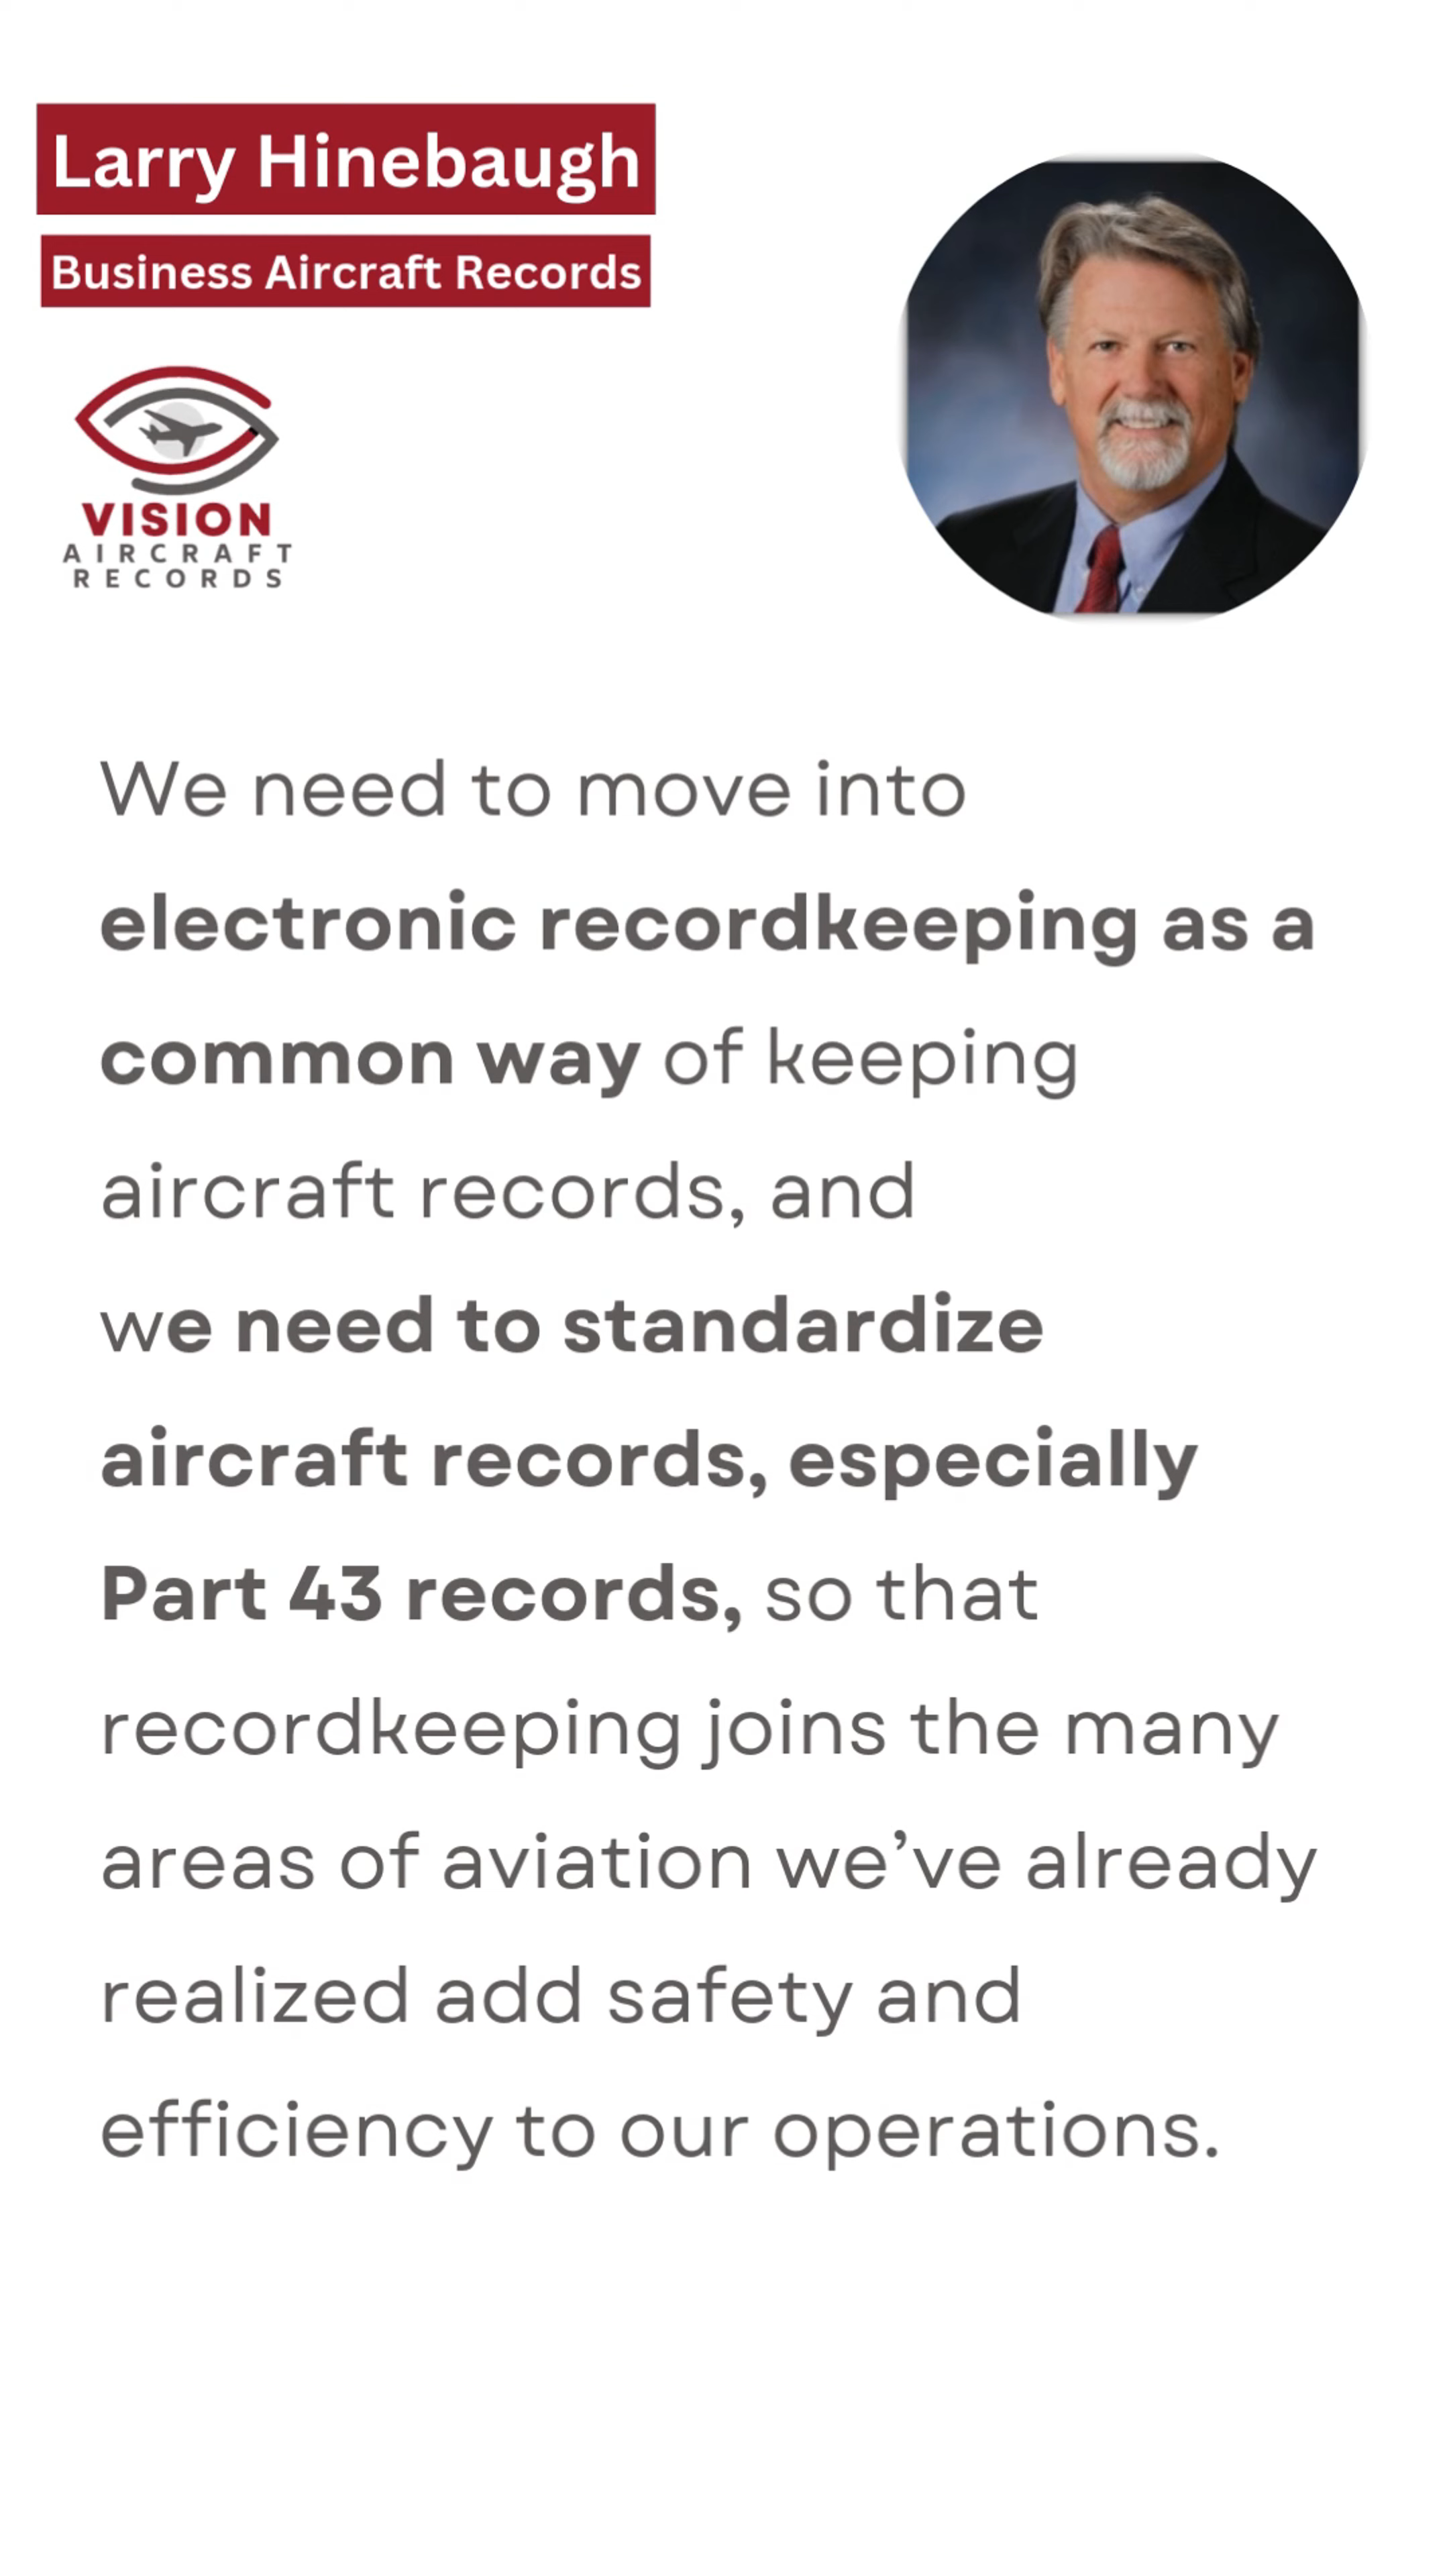 Larry Hinebaugh
Business Aircraft Records
VISION
AIRCRAFT
RECORDS
We need to move into
electronic recordkeeping as a
common way of keeping
aircraft records, and
we need to standardize
aircraft records, especially
Part 43 records, so that
recordkeeping joins the many
areas of aviation we’ve already
realized add safety and
efficiency to our operations.